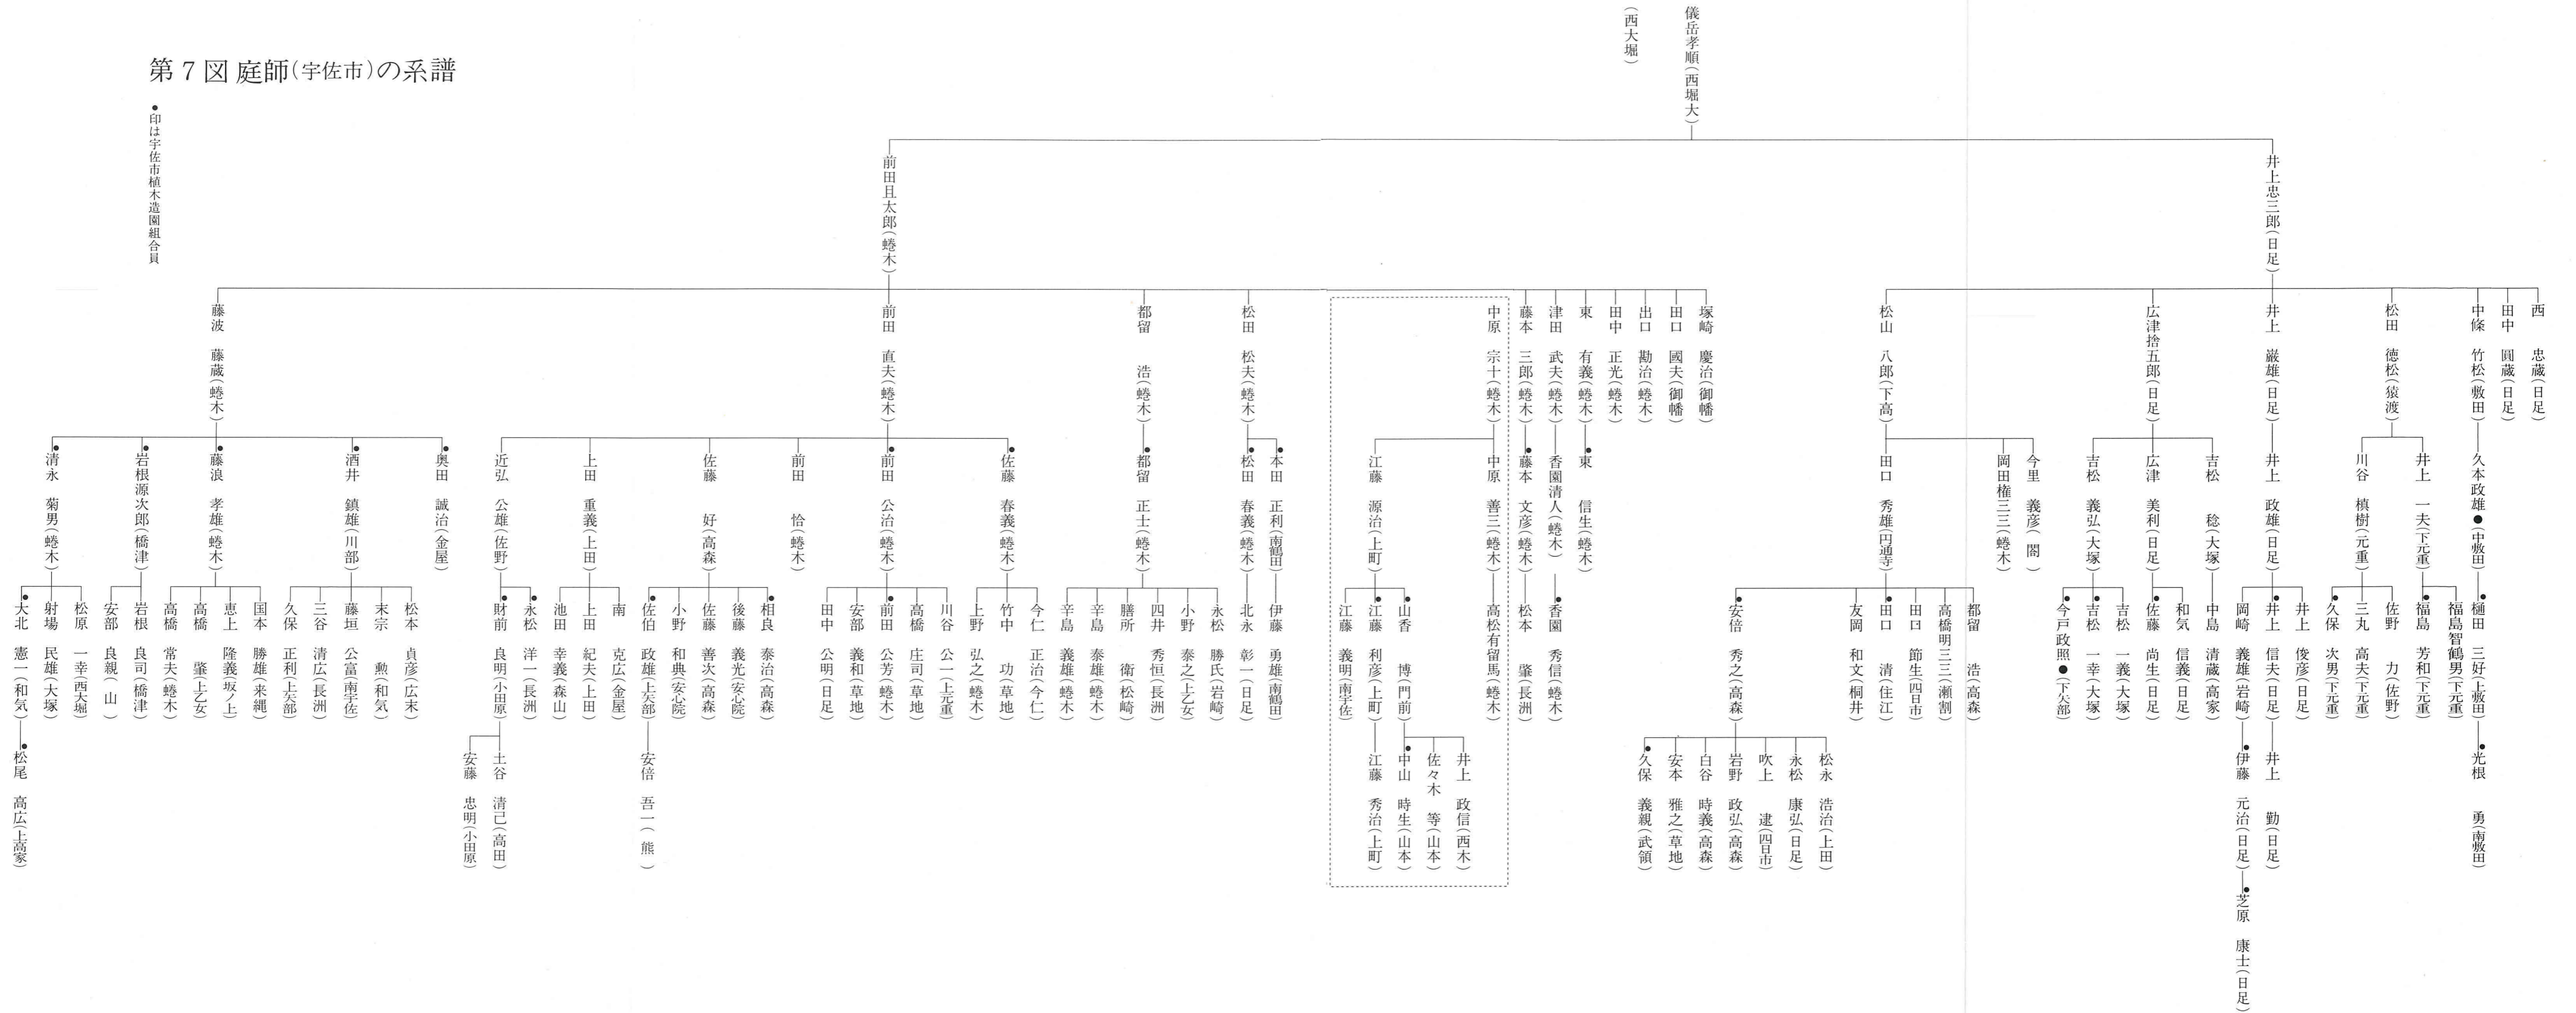 第7図 庭師（宇佐市）の系譜
●印は宇佐市植木造園組合員
儀岳孝順（西堀大）
（西大堀）
井上忠三郎（日足）
前田且太郎（蜷木）
西 忠蔵（日足）
田中 圓蔵（日足）
中條 竹松（敷田）
松田 徳松（猿渡）
井上 巌雄（日足）
広津捨五郎（日足）
松山 八郎（下高）
塚崎 慶治（御幡）
田口 國夫（御幡）
出口 勘治（蜷木）
田中 正光（蜷木）
東 有義（蜷木）
津田 武夫（蜷木）
藤本 三郎（蜷木）
中原 宗十（蜷木）
松田 松夫（蜷木）
都留 浩（蜷木）
前田 直夫（蜷木）
藤波 藤蔵（蜷木）
久本政雄●（中敷田）
井上 一夫（下元重）
川谷 槙樹（元重）
井上 政雄（日足）
吉松 稔（大塚）
広津 美利（日足）
吉松 義弘（大塚）
今里 義彦（閤）
岡田権三三（蜷木）
田口 秀雄（円通寺）
●東 信生（蜷木）
香園清人（蜷木）
●藤本 文彦（蜷木）
中原 善三（蜷木）
江藤 源治（上町）
●本田 正利（南鶴田）
●松田 春義（蜷木）
●都留 正士（蜷木）
●佐藤 春義（蜷木）
●前田 公治（蜷木）
前田 恰（蜷木）
佐藤 好（高森）
上田 重義（上田）
近弘 公雄（佐野）
●奥田 誠治（金屋）
●酒井 鎮雄（川部）
●藤浪 孝雄（蜷木）
●岩根源次郎（橋津）
●清永 菊男（蜷木）
●樋田 三好（上敷田）
福島智鶴男（下元重）
●福島 芳和（下元重）
佐野 力（佐野）
三丸 高夫（下元重）
●久保 次男（下元重）
井上 俊彦（日足）
●井上 信夫（日足）
岡崎 義雄（岩崎）
中島 清蔵（高家）
和気 信義（日足）
●佐藤 尚生（日足）
吉松 一義（大塚）
●吉松 一幸（大塚）
●今戸政照●（下矢部）
都留 浩（高森）
高橋明三三（瀬割）
田口 節生（四日市）
●田口 清（住江）
友岡 和文（桐井）
●安倍 秀之（高森）
●香園 秀信（蜷木）
松本 肇（長洲）
高松有留馬（蜷木）
●山香 博（門前）
●江藤 利彦（上町）
江藤 義明（南宇佐）
伊藤 勇雄（南鶴田）
北永 彰一（日足）
永松 勝氏（岩崎）
小野 泰之（上乙女）
四井 秀恒（長洲）
膳所 衛（松崎）
辛島 泰雄（蜷木）
辛島 義雄（蜷木）
今仁 正治（今仁）
竹中 功（草地）
上野 弘之（蜷木）
川谷 公一（上元重）
高橋 庄司（草地）
●前田 公芳（蜷木）
安部 義和（草地）
田中 公明（日足）
●相良 泰治（高森）
後藤 義光（安心院）
佐藤 善次（高森）
小野 和典（安心院）
●佐伯 政雄（上矢部）
南 克広（金屋）
上田 紀夫（上田）
池田 幸義（森山）
●永松 洋一（長洲）
●財前 良明（小田原）
松本 貞彦（広末）
末宗 勲（和気）
藤垣 公富（南宇佐）
三谷 清広（長洲）
久保 正利（上矢部）
国本 勝雄（来縄）
恵上 隆義（坂ノ上）
高橋 肇（上乙女）
高橋 常夫（蜷木）
岩根 良司（橋津）
安部 良親（山）
松原 一幸（西大堀）
射場 民雄（大塚）
●大北 憲一（和気）
●光根 勇（南敷田）
井上 勤（日足）
●伊藤 元治（日足）
松永 浩治（上田）
永松 康弘（日足）
吹上 逮（四日市）
岩野 政弘（高森）
白谷 時義（高森）
安本 雅之（草地）
●久保 義親（武領）
井上 政信（西木）
佐々木 等（山本）
●中山 時生（山本）
江藤 秀治（上町）
安倍 吾一（熊）
土谷 清己（高田）
安藤 忠明（小田原）
●松尾 高広（上高家）
●芝原 康士（日足）